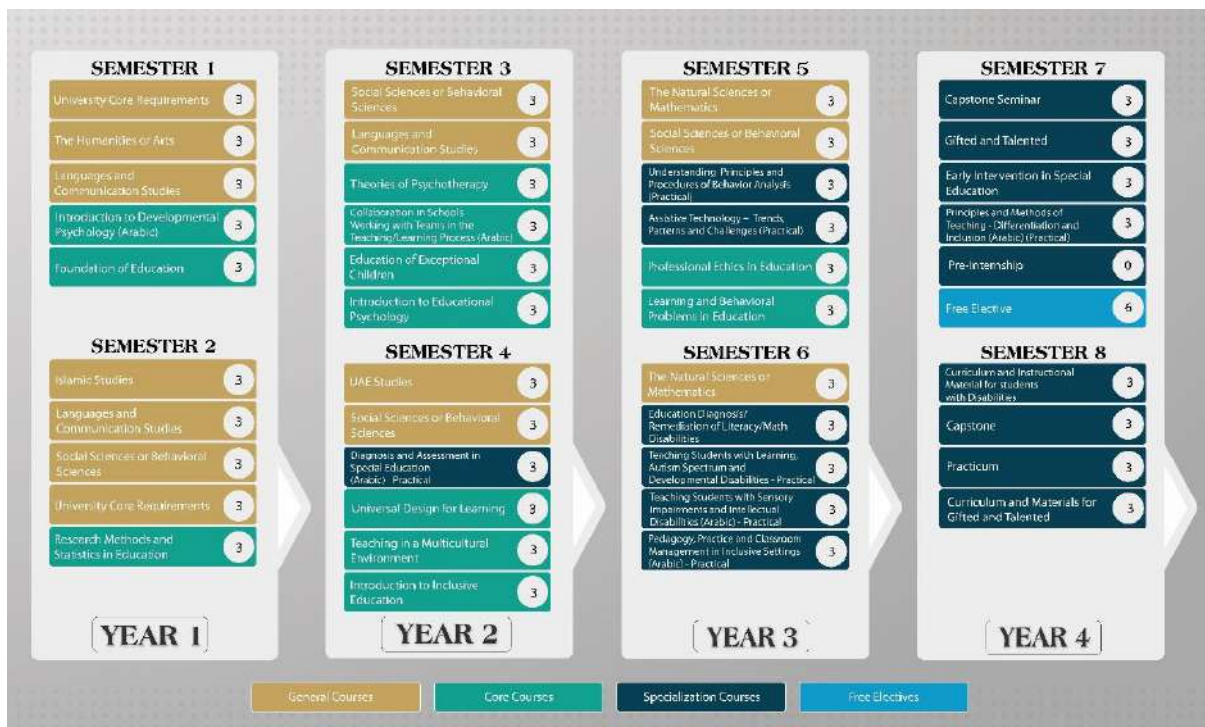 SEMESTER 1
University Core Requirements 3
The Humanities or Arts 3
Languages and
Communication Studies 3
Introduction to Developmental
Psychology (Arabic) 3
Foundation of Education 3
SEMESTER 2
Islamic Studies 3
Languages and
Communication Studies 3
Social Sciences or Behavioral
Sciences 3
University Core Requirements 3
Research Methods and
Statistics in Education 3
YEAR 1
SEMESTER 3
Social Sciences or Behavioral
Sciences 3
Languages and
Communication Studies 3
Theories of Psychotherapy 3
Collaboration in Schools
Working with Teams in the
Teaching/Learning Process (Arabic) 3
Education of Exceptional
Children 3
Introduction to Educational
Psychology 3
SEMESTER 4
UAE Studies 3
Social Sciences or Behavioral
Sciences 3
Diagnosis and Assessment in
Special Education
(Arabic) - Practical 3
Universal Design for Learning 3
Teaching in a Multicultural
Environment 3
Introduction to Inclusive
Education 3
YEAR 2
SEMESTER 5
The Natural Sciences or
Mathematics 3
Social Sciences or Behavioral
Sciences 3
Understanding Principles and
Procedures of Behavior Analysis
(Practical) 3
Assistive Technology – Trends,
Patterns and Challenges (Practical) 3
Professional Ethics in Education 3
Learning and Behavioral
Problems in Education 3
SEMESTER 6
The Natural Sciences or
Mathematics 3
Education Diagnosis/
Remediation of Literacy/Math
Disabilities 3
Teaching Students with Learning,
Autism Spectrum and
Developmental Disabilities - Practical 3
Teaching Students with Sensory
Impairments and Intellectual
Disabilities (Arabic) - Practical 3
Pedagogy, Practice and Classroom
Management in Inclusive Settings
(Arabic) - Practical 3
YEAR 3
SEMESTER 7
Capstone Seminar 3
Gifted and Talented 3
Early Intervention in Special
Education 3
Principles and Methods of
Teaching - Differentiation and
Inclusion (Arabic) (Practical) 3
Pre-Internship 0
Free Elective 6
SEMESTER 8
Curriculum and Instructional
Material for students
with Disabilities 3
Capstone 3
Practicum 3
Curriculum and Materials for
Gifted and Talented 3
YEAR 4
General Courses
Core Courses
Specialization Courses
Free Electives